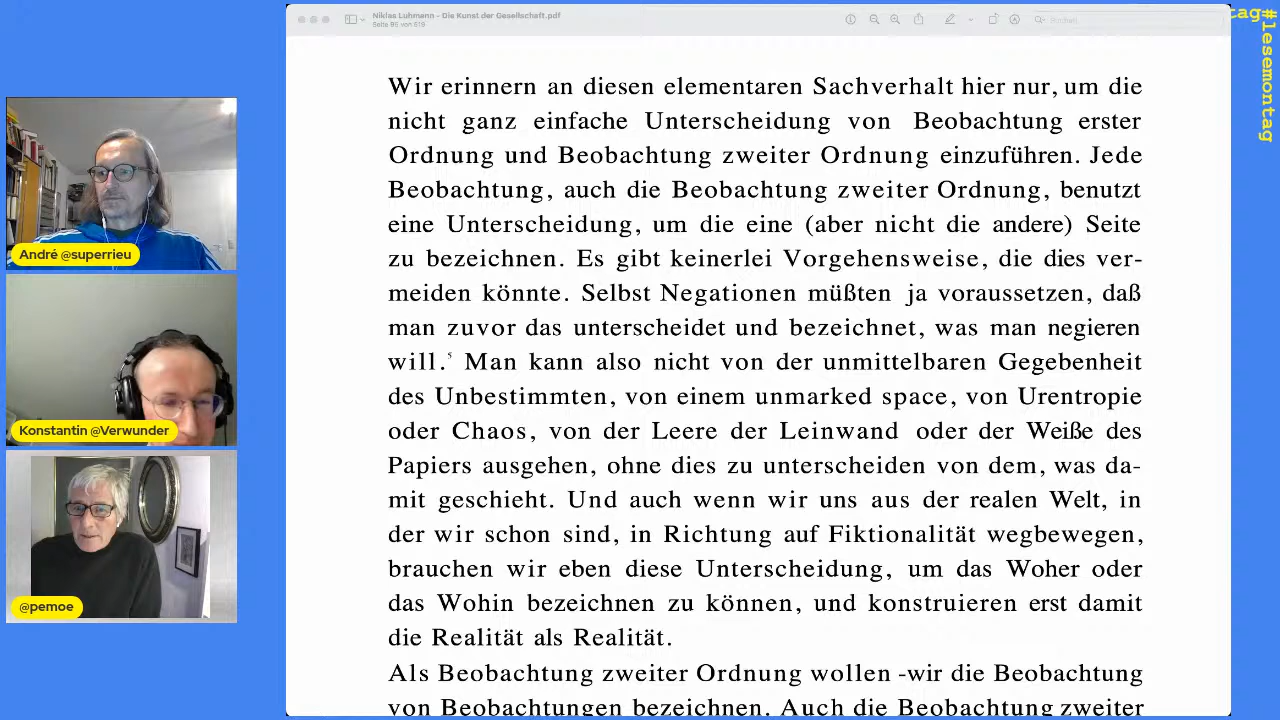 Niklas Luhmann - Die Kunst der Gesellschaft.pdf
Seite 95 von 519
Suchen
tag#lesemontag
André @superrieu
Konstantin @Verwunder
@pemoe
Wir erinnern an diesen elementaren Sachverhalt hier nur, um die
nicht ganz einfache Unterscheidung von Beobachtung erster
Ordnung und Beobachtung zweiter Ordnung einzuführen. Jede
Beobachtung, auch die Beobachtung zweiter Ordnung, benutzt
eine Unterscheidung, um die eine (aber nicht die andere) Seite
zu bezeichnen. Es gibt keinerlei Vorgehensweise, die dies ver-
meiden könnte. Selbst Negationen müßten ja voraussetzen, daß
man zuvor das unterscheidet und bezeichnet, was man negieren
will.⁵ Man kann also nicht von der unmittelbaren Gegebenheit
des Unbestimmten, von einem unmarked space, von Urentropie
oder Chaos, von der Leere der Leinwand oder der Weiße des
Papiers ausgehen, ohne dies zu unterscheiden von dem, was da-
mit geschieht. Und auch wenn wir uns aus der realen Welt, in
der wir schon sind, in Richtung auf Fiktionalität wegbewegen,
brauchen wir eben diese Unterscheidung, um das Woher oder
das Wohin bezeichnen zu können, und konstruieren erst damit
die Realität als Realität.
Als Beobachtung zweiter Ordnung wollen -wir die Beobachtung
von Beobachtungen bezeichnen. Auch die Beobachtung zweiter